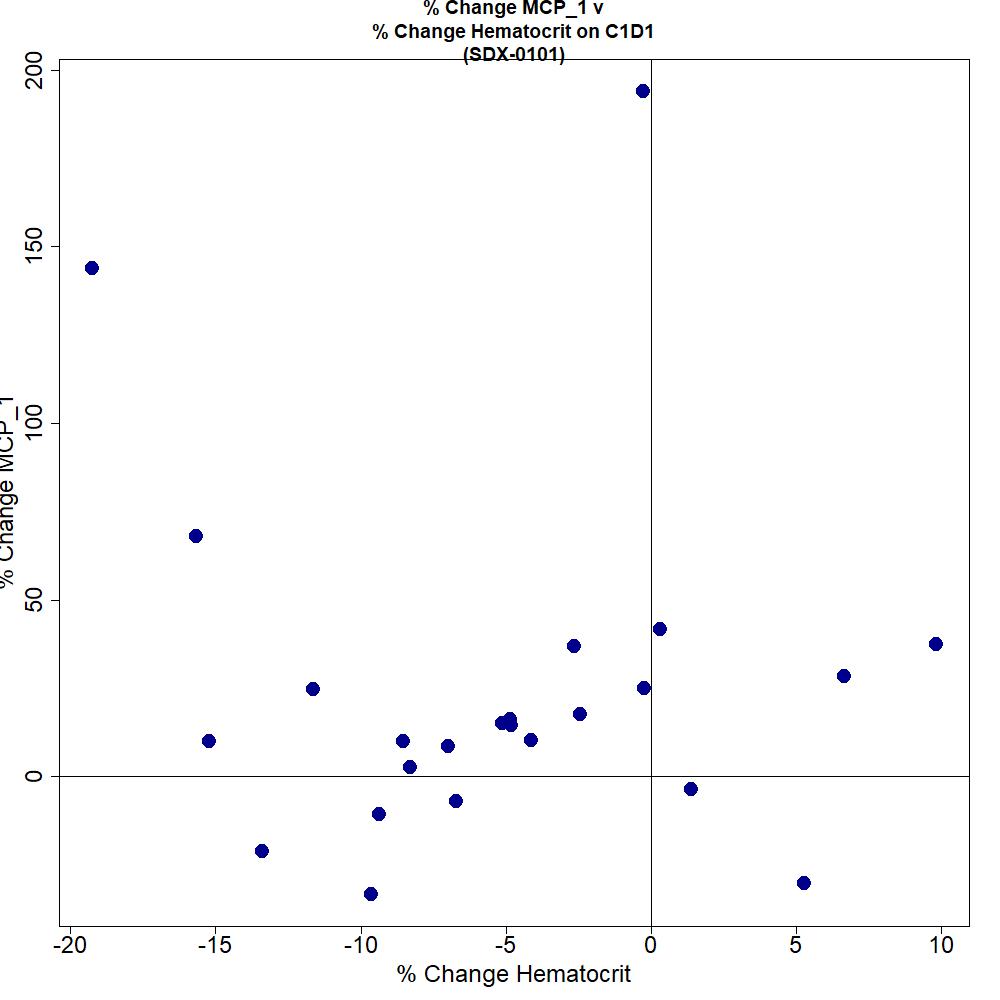 % Change MCP_1 v
% Change Hematocrit on C1D1
(SDX-0101)
200
150
100
50
0
% Change MCP_1
-20 -15 -10 -5 0 5 10
% Change Hematocrit